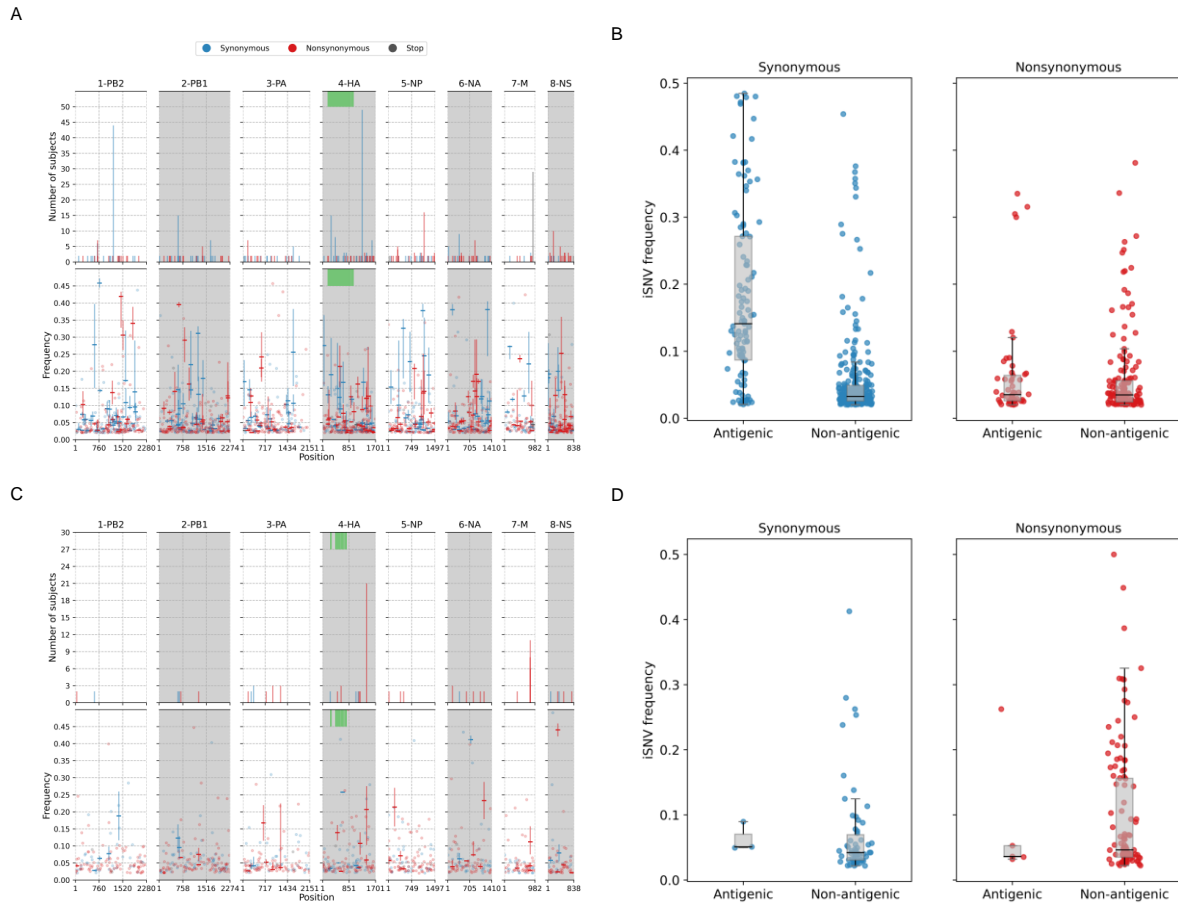 A
Synonymous Nonsynonymous Stop
1-PB2 2-PB1 3-PA 4-HA 5-NP 6-NA 7-M 8-NS
Number of subjects
50
45
40
35
30
25
20
15
10
5
0
Frequency
0.45
0.40
0.35
0.30
0.25
0.20
0.15
0.10
0.05
0.00
1 760 1520 2280 1 758 1516 2274 1 717 1434 2151 1 851 1701 1 749 1497 1 705 1410 1 982 1 838
Position
B
Synonymous Nonsynonymous
iSNV frequency
0.5
0.4
0.3
0.2
0.1
0.0
Antigenic Non-antigenic Antigenic Non-antigenic
C
1-PB2 2-PB1 3-PA 4-HA 5-NP 6-NA 7-M 8-NS
Number of subjects
30
27
24
21
18
15
12
9
6
3
0
Frequency
0.45
0.40
0.35
0.30
0.25
0.20
0.15
0.10
0.05
0.00
1 760 1520 2280 1 758 1516 2274 1 717 1434 2151 1 851 1701 1 749 1497 1 705 1410 1 982 1 838
Position
D
Synonymous Nonsynonymous
iSNV frequency
0.5
0.4
0.3
0.2
0.1
0.0
Antigenic Non-antigenic Antigenic Non-antigenic